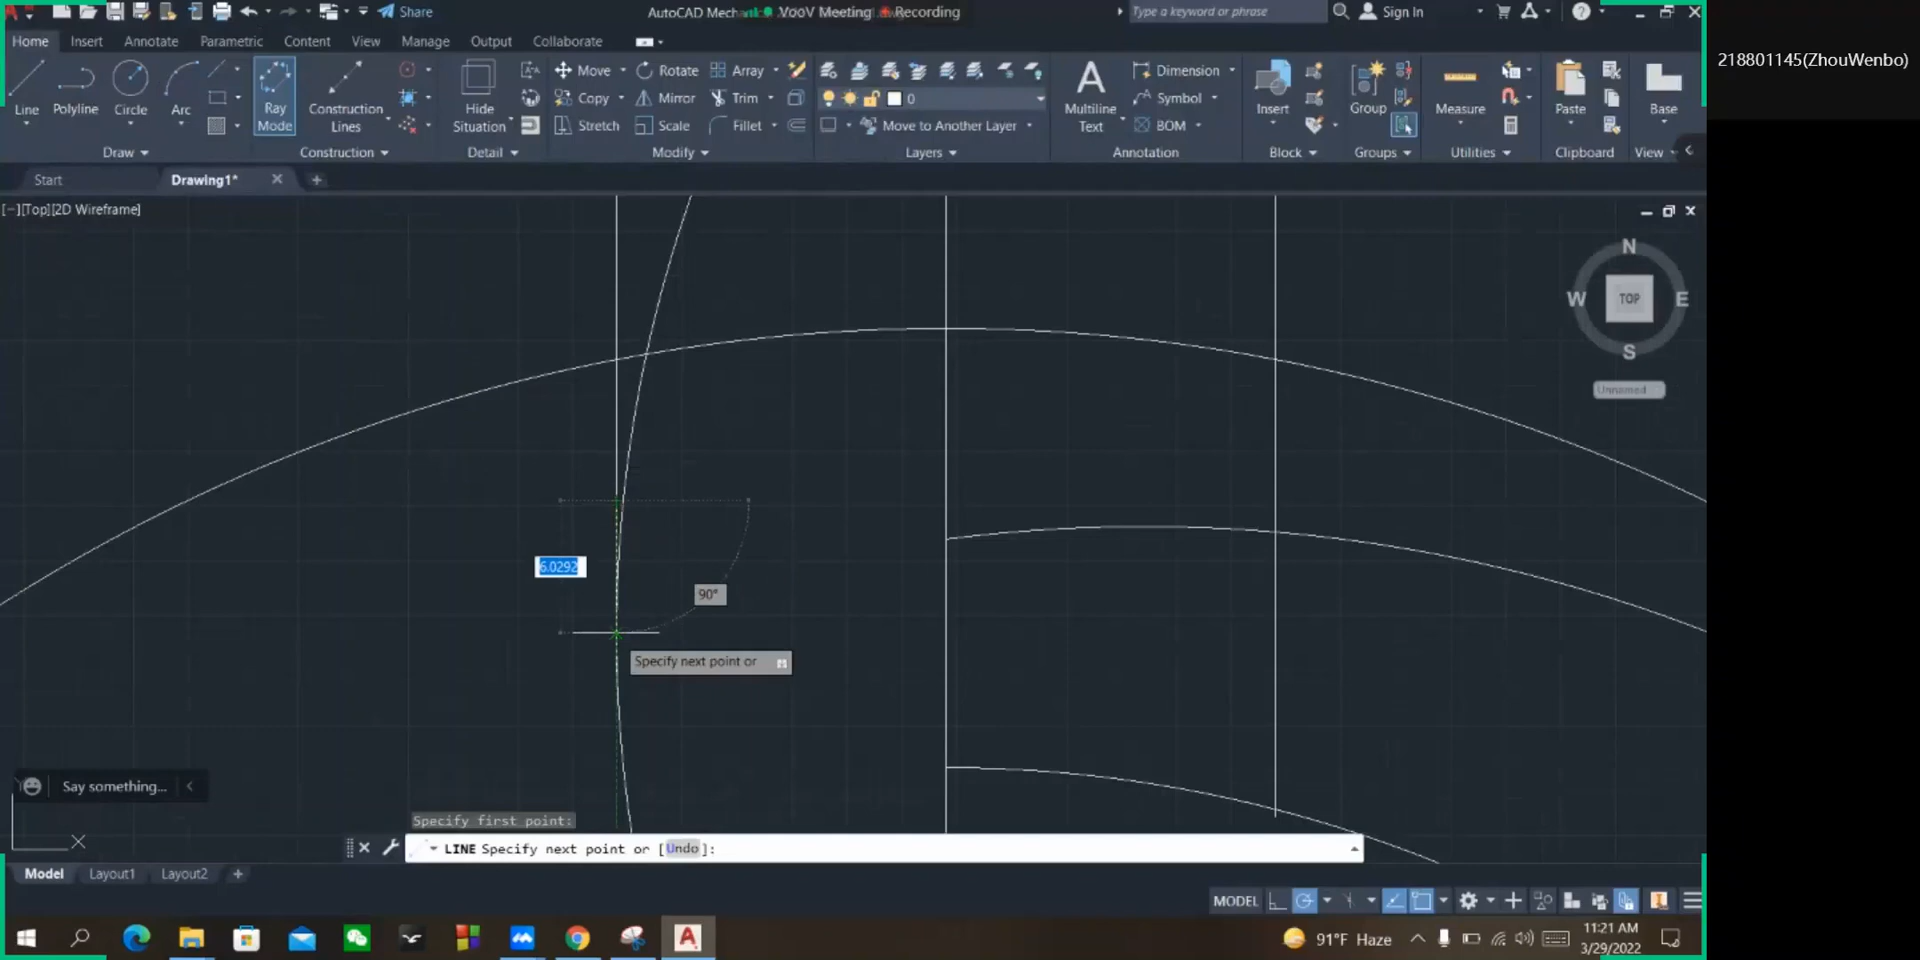 Share
AutoCAD Mech
VooV Meeting
Recording
Type a keyword or phrase
Sign In
218801145(ZhouWenbo)
Home Insert Annotate Parametric Content View Manage Output Collaborate
Line
Polyline
Circle
Arc
Ray
Mode
Construction
Lines
Hide
Situation
Move
Rotate
Array
Copy
Mirror
Trim
Stretch
Scale
Fillet
0
Move to Another Layer
A
Multiline
Text
Dimension
Symbol
BOM
Insert
Group
Measure
Paste
Base
Draw
Construction
Detail
Modify
Layers
Annotation
Block
Groups
Utilities
Clipboard
View
Start
Drawing1*
[−][Top][2D Wireframe]
N
W
TOP
E
S
Unnamed
6.0292
90°
Specify next point or
Say something...
Specify first point:
LINE Specify next point or [Undo]:
Model
Layout1
Layout2
MODEL
91°F Haze
11:21 AM
3/29/2022